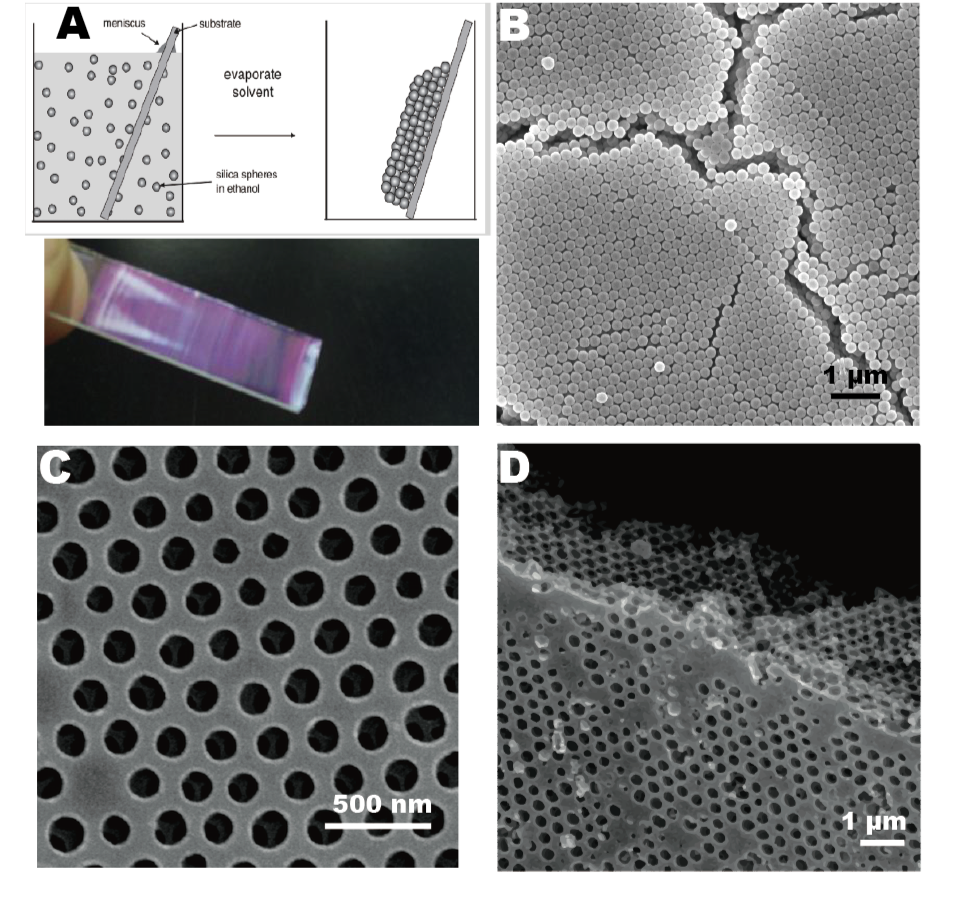 A
meniscus
substrate
evaporate
solvent
silica spheres
in ethanol
B
1 µm
C
500 nm
D
1 µm